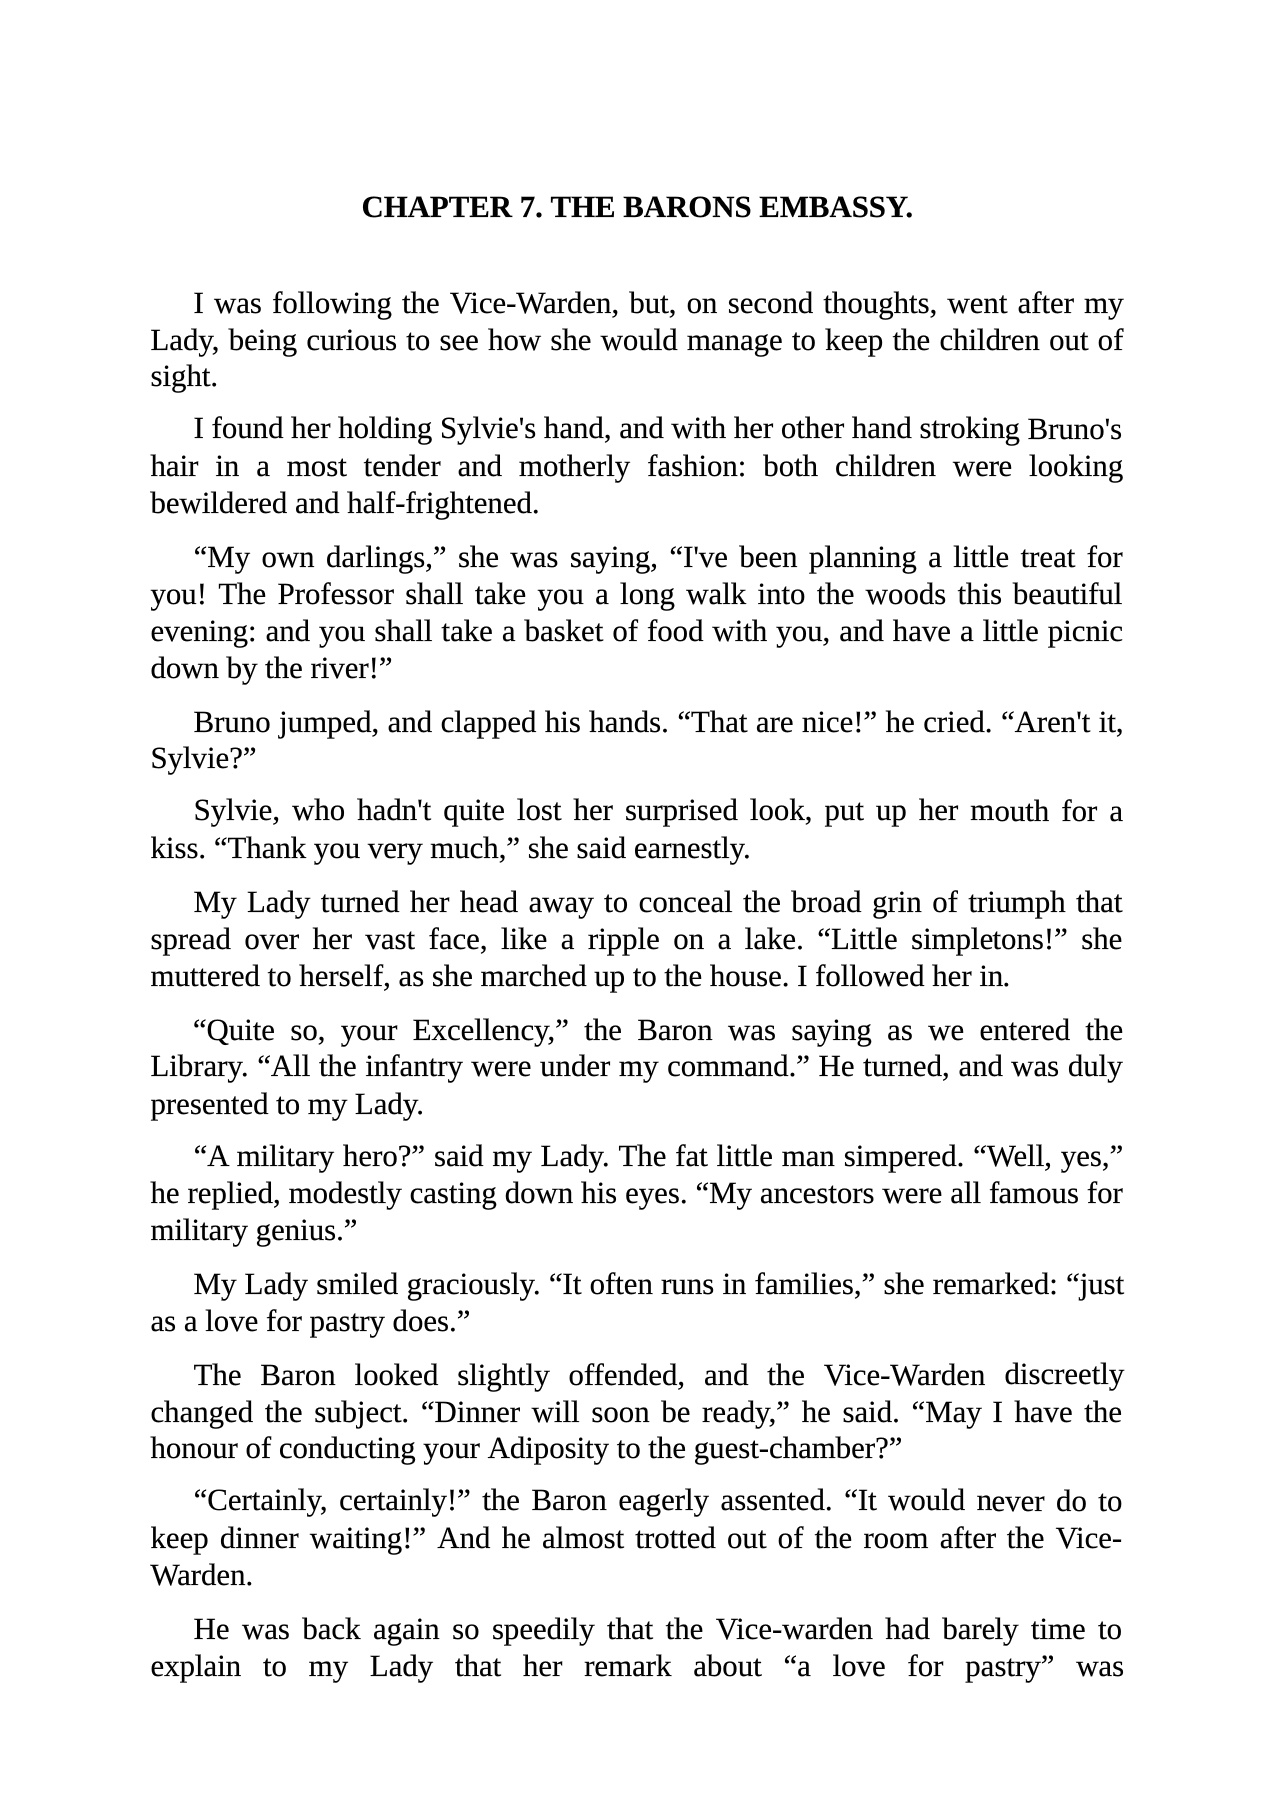 CHAPTER 7. THE BARONS EMBASSY.
I was following the Vice-Warden, but, on second thoughts, went after my
Lady, being curious to see how she would manage to keep the children out of
sight.
I found her holding Sylvie's hand, and with her other hand stroking Bruno's
hair in a most tender and motherly fashion: both children were looking
bewildered and half-frightened.
“My own darlings,” she was saying, “I've been planning a little treat for
you! The Professor shall take you a long walk into the woods this beautiful
evening: and you shall take a basket of food with you, and have a little picnic
down by the river!”
Bruno jumped, and clapped his hands. “That are nice!” he cried. “Aren't it,
Sylvie?”
Sylvie, who hadn't quite lost her surprised look, put up her mouth for a
kiss. “Thank you very much,” she said earnestly.
My Lady turned her head away to conceal the broad grin of triumph that
spread over her vast face, like a ripple on a lake. “Little simpletons!” she
muttered to herself, as she marched up to the house. I followed her in.
“Quite so, your Excellency,” the Baron was saying as we entered the
Library. “All the infantry were under my command.” He turned, and was duly
presented to my Lady.
“A military hero?” said my Lady. The fat little man simpered. “Well, yes,”
he replied, modestly casting down his eyes. “My ancestors were all famous for
military genius.”
My Lady smiled graciously. “It often runs in families,” she remarked: “just
as a love for pastry does.”
The Baron looked slightly offended, and the Vice-Warden discreetly
changed the subject. “Dinner will soon be ready,” he said. “May I have the
honour of conducting your Adiposity to the guest-chamber?”
“Certainly, certainly!” the Baron eagerly assented. “It would never do to
keep dinner waiting!” And he almost trotted out of the room after the Vice-
Warden.
He was back again so speedily that the Vice-warden had barely time to
explain to my Lady that her remark about “a love for pastry” was